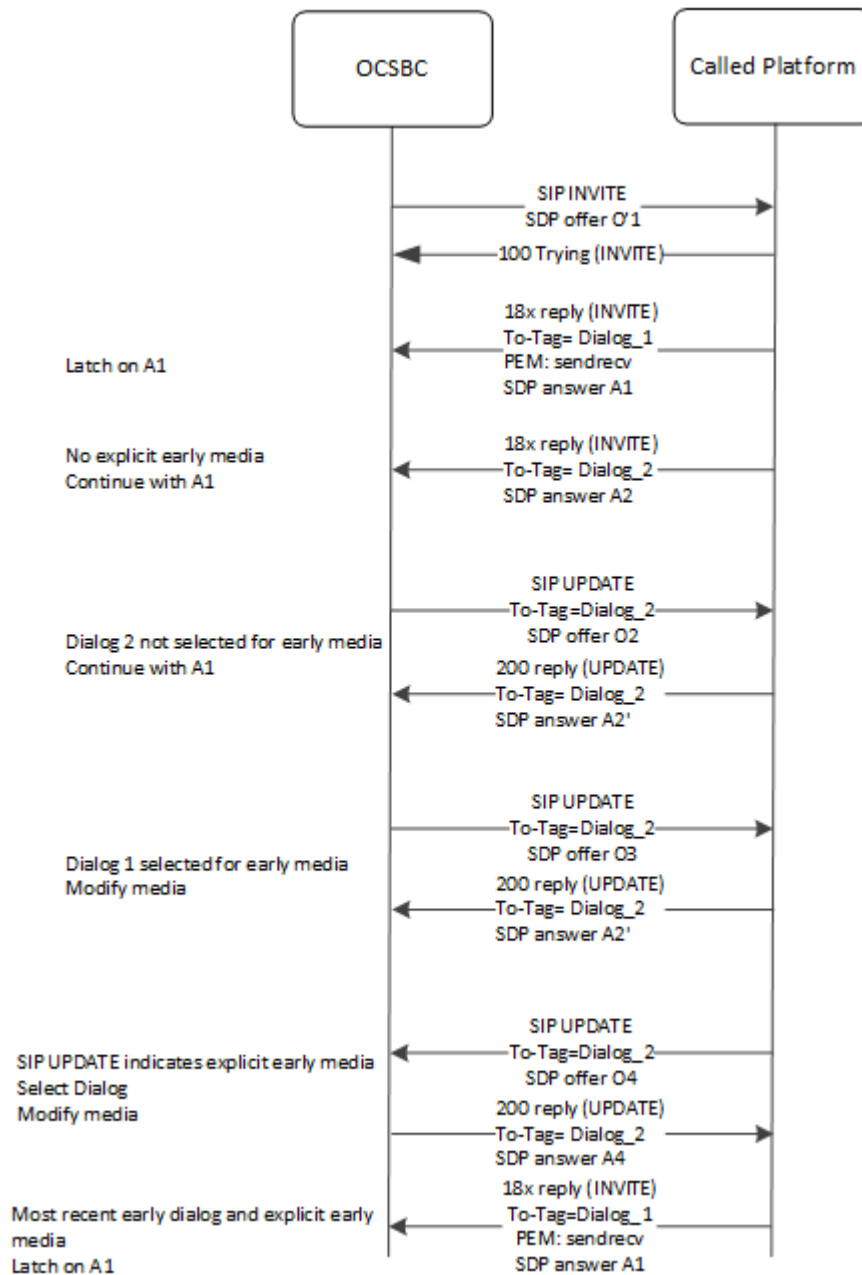 OCSBC
Called Platform
SIP INVITE
SDP offer O'1
100 Trying (INVITE)
18x reply (INVITE)
To-Tag= Dialog_1
PEM: sendrecv
SDP answer A1
Latch on A1
18x reply (INVITE)
To-Tag= Dialog_2
SDP answer A2
No explicit early media
Continue with A1
SIP UPDATE
To-Tag=Dialog_2
SDP offer O2
Dialog 2 not selected for early media
Continue with A1
200 reply (UPDATE)
To-Tag= Dialog_2
SDP answer A2'
SIP UPDATE
To-Tag=Dialog_2
SDP offer O3
Dialog 1 selected for early media
Modify media
200 reply (UPDATE)
To-Tag= Dialog_2
SDP answer A2'
SIP UPDATE
To-Tag=Dialog_2
SDP offer O4
SIP UPDATE indicates explicit early media
Select Dialog
Modify media
200 reply (UPDATE)
To-Tag= Dialog_2
SDP answer A4
18x reply (INVITE)
To-Tag=Dialog_1
PEM: sendrecv
SDP answer A1
Most recent early dialog and explicit early
media
Latch on A1